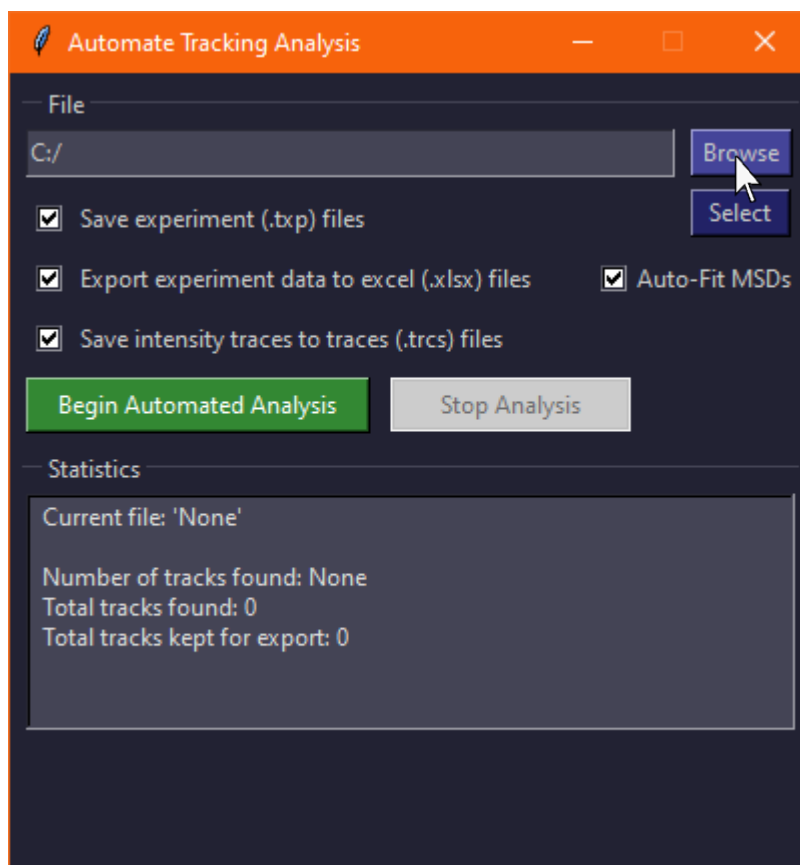 Automate Tracking Analysis
File
C:/
Browse
Save experiment (.txp) files
Select
Export experiment data to excel (.xlsx) files
Auto-Fit MSDs
Save intensity traces to traces (.trcs) files
Begin Automated Analysis
Stop Analysis
Statistics
Current file: 'None'
Number of tracks found: None
Total tracks found: 0
Total tracks kept for export: 0